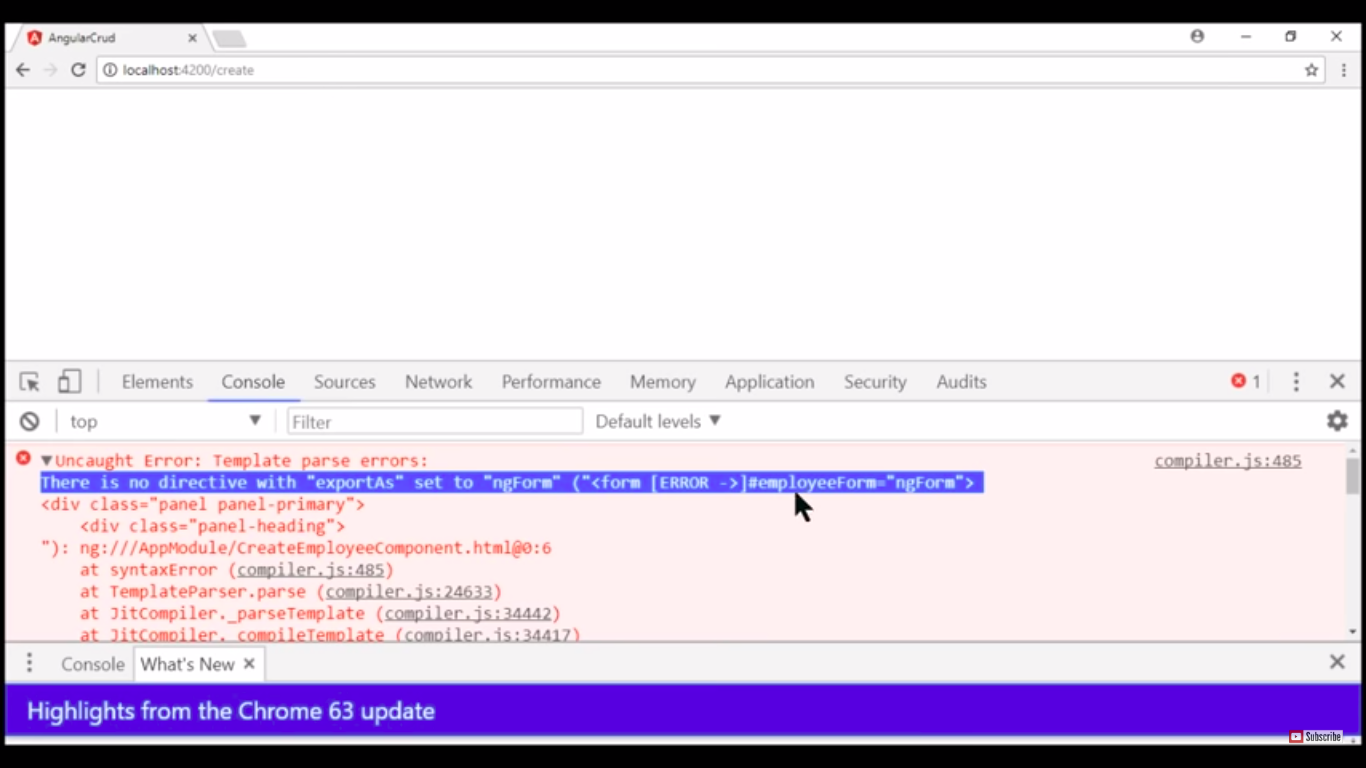 AngularCrud
localhost:4200/create
Elements Console Sources Network Performance Memory Application Security Audits 1
top Filter Default levels
Uncaught Error: Template parse errors: compiler.js:485
There is no directive with "exportAs" set to "ngForm" ("<form [ERROR ->]#employeeForm="ngForm">
<div class="panel panel-primary">
<div class="panel-heading">
"): ng:///AppModule/CreateEmployeeComponent.html@0:6
at syntaxError (compiler.js:485)
at TemplateParser.parse (compiler.js:24633)
at JitCompiler._parseTemplate (compiler.js:34442)
at JitCompiler._compileTemplate (compiler.js:34417)
Console What's New
Highlights from the Chrome 63 update
Subscribe